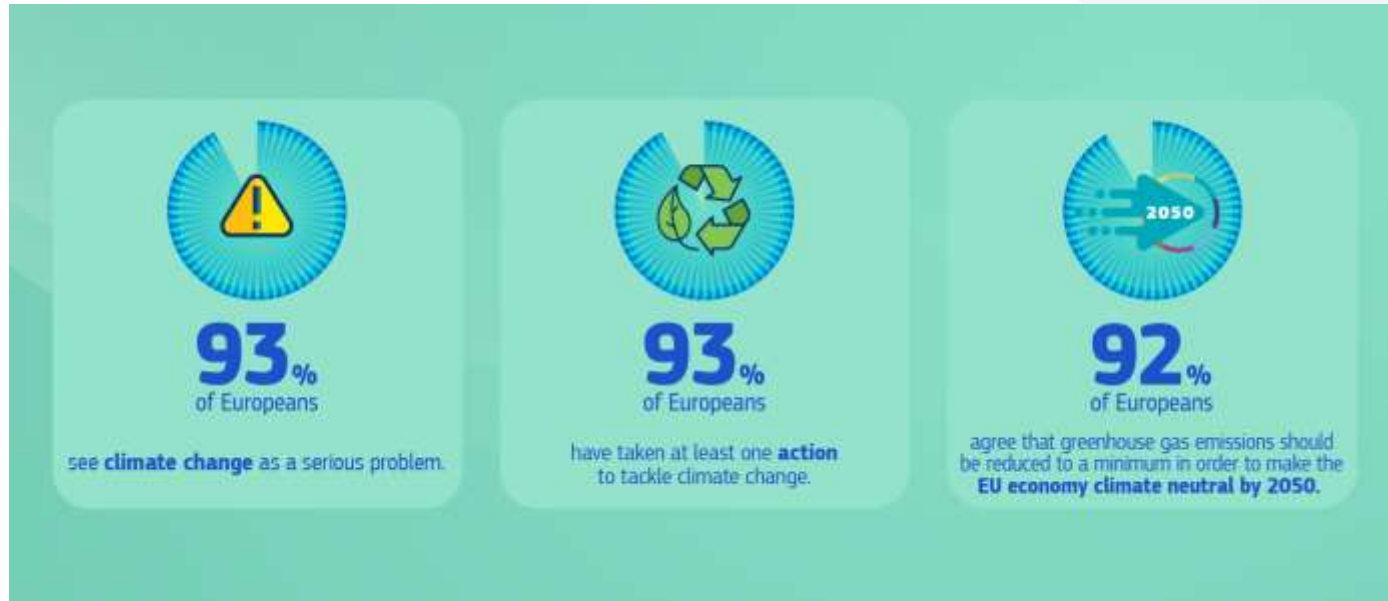 93%
of Europeans
see climate change as a serious problem.
93%
of Europeans
have taken at least one action
to tackle climate change.
2050
92%
of Europeans
agree that greenhouse gas emissions should
be reduced to a minimum in order to make the
EU economy climate neutral by 2050.